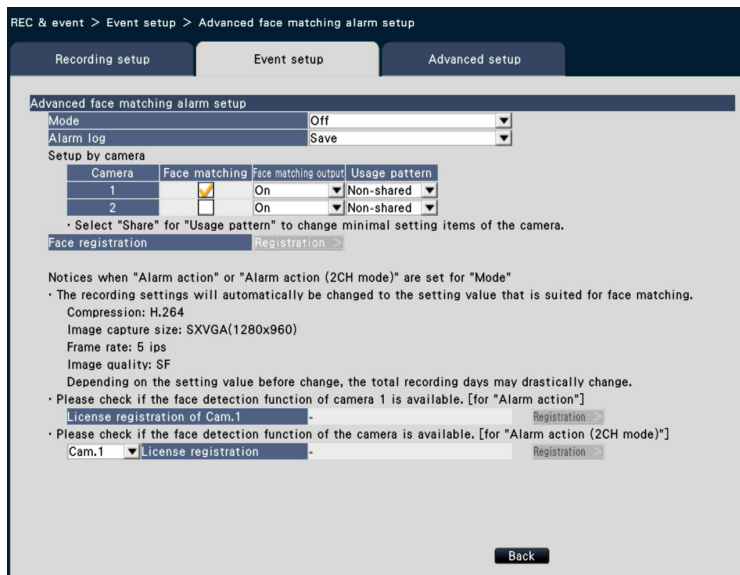 REC & event > Event setup > Advanced face matching alarm setup
Recording setup Event setup Advanced setup
Advanced face matching alarm setup
Mode Off
Alarm log Save
Setup by camera
Camera Face matching Face matching output Usage pattern
1 On Non-shared
2 On Non-shared
· Select "Share" for "Usage pattern" to change minimal setting items of the camera.
Face registration Registration >
Notices when "Alarm action" or "Alarm action (2CH mode)" are set for "Mode"
· The recording settings will automatically be changed to the setting value that is suited for face matching.
Compression: H.264
Image capture size: SXVGA(1280x960)
Frame rate: 5 ips
Image quality: SF
Depending on the setting value before change, the total recording days may drastically change.
· Please check if the face detection function of camera 1 is available. [for "Alarm action"]
License registration of Cam.1 - Registration >
· Please check if the face detection function of the camera is available. [for "Alarm action (2CH mode)"]
Cam.1 License registration - Registration >
Back